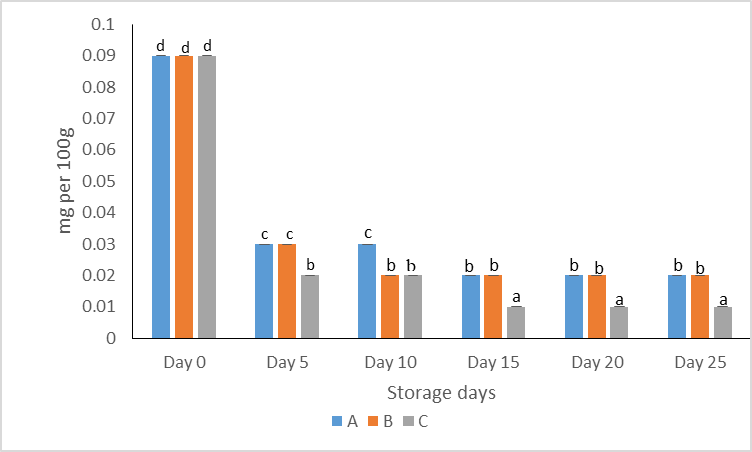 mg per 100g
0.1
0.09
0.08
0.07
0.06
0.05
0.04
0.03
0.02
0.01
0
d d d
c c b
c b b
b b a
b b a
b b a
Day 0 Day 5 Day 10 Day 15 Day 20 Day 25
Storage days
A B C